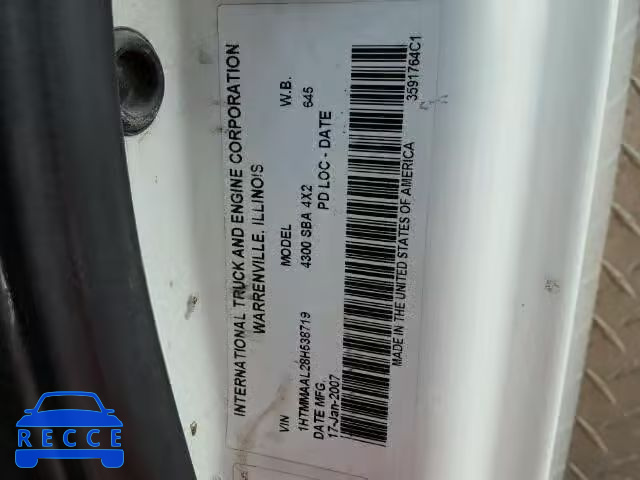 INTERNATIONAL TRUCK AND ENGINE CORPORATION
WARRENVILLE, ILLINOIS
VIN MODEL W.B.
1HTMMAAL28H538719 4300 SBA 4X2 645
DATE MFG. PD LOC - DATE
17-Jan-2007
MADE IN THE UNITED STATES OF AMERICA
3591764C1
RECCE